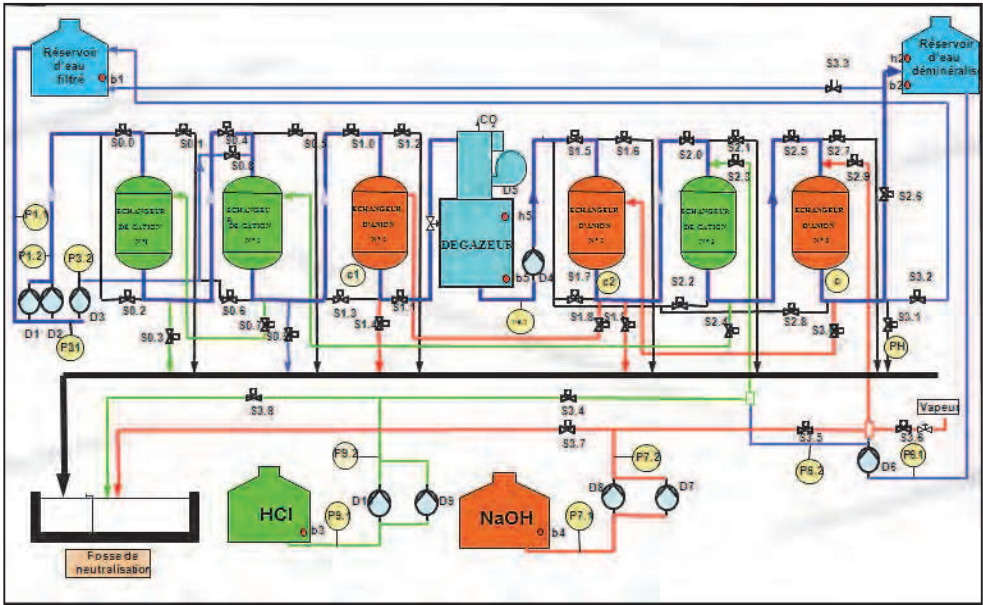 Réservoir
d'eau
filtré
b1
S3.3
Réservoir
d'eau
déminéralisé
h2
b2
S0.0
S0.1
S0.4
S0.5
S0.8
S1.0
S1.2
CO2
D5
S1.5
S1.6
S2.0
S2.1
S2.3
S2.5
S2.7
S2.9
S2.6
P1.1
P1.2
P3.2
ECHANGEUR
DE CATION
N°1
ECHANGEUR
DE CATION
N° 2
ECHANGEUR
D'ANION
N° 1
DEGAZEUR
h5
b5
D4
ECHANGEUR
D'ANION
ECHANGEUR
DE CATION
ECHANGEUR
D'ANION
c1
c2
D1
D2
D3
P31
S0.2
S0.3
S0.6
S0.7
S1.3
S1.4
S1.1
S1.7
S1.8
S2.2
S2.4
S2.8
S3.2
S3.1
PH
S3.8
S3.4
S3.7
S3.5
S3.6
Vapeur
P6.2
D6
P6.1
P9.2
P7.2
HCl
b3
P9.1
D9
NaOH
b4
P7.1
D8
D7
Fosse de
neutralisation